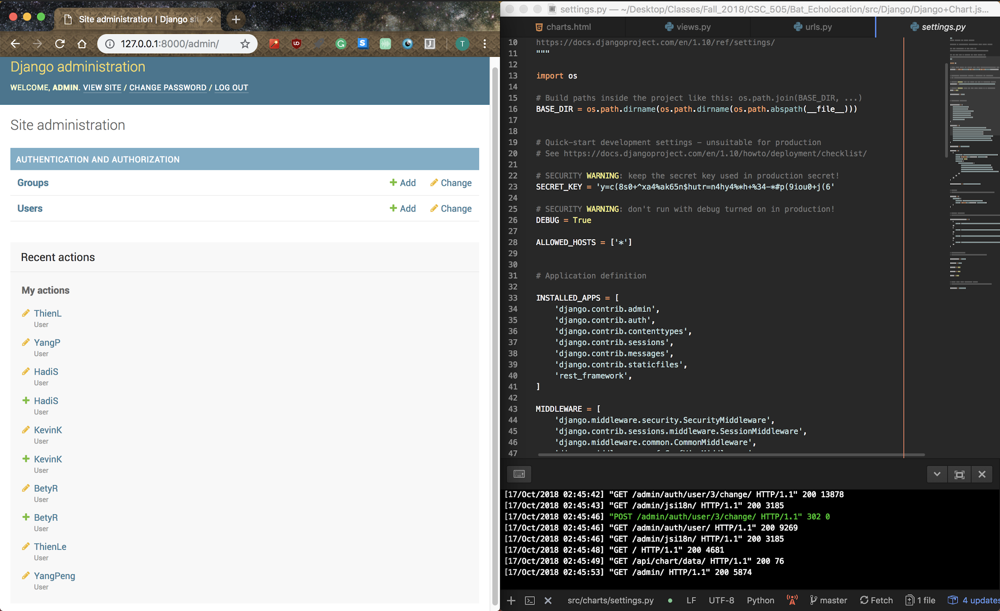 Site administration | Django sit
127.0.0.1:8000/admin/
Django administration
WELCOME, ADMIN. VIEW SITE / CHANGE PASSWORD / LOG OUT
Site administration
AUTHENTICATION AND AUTHORIZATION
Groups Add Change
Users Add Change
Recent actions
My actions
ThienL
User
YangP
User
HadiS
User
HadiS
User
KevinK
User
KevinK
User
BetyR
User
BetyR
User
ThienLe
User
YangPeng
User
settings.py — ~/Desktop/Classes/Fall_2018/CSC_505/Bat_Echolocation/src/Django/Django+Chart.js...
charts.html views.py urls.py settings.py
10 https://docs.djangoproject.com/en/1.10/ref/settings/
11 """
12
13 import os
14
15 # Build paths inside the project like this: os.path.join(BASE_DIR, ...)
16 BASE_DIR = os.path.dirname(os.path.dirname(os.path.abspath(__file__)))
17
18
19 # Quick-start development settings - unsuitable for production
20 # See https://docs.djangoproject.com/en/1.10/howto/deployment/checklist/
21
22 # SECURITY WARNING: keep the secret key used in production secret!
23 SECRET_KEY = 'y=c(8s0+^xa4%ak65n$hutr=n4hy4%*h+%34-*#p(9iou0+j(6'
24
25 # SECURITY WARNING: don't run with debug turned on in production!
26 DEBUG = True
27
28 ALLOWED_HOSTS = ['*']
29
30
31 # Application definition
32
33 INSTALLED_APPS = [
34 'django.contrib.admin',
35 'django.contrib.auth',
36 'django.contrib.contenttypes',
37 'django.contrib.sessions',
38 'django.contrib.messages',
39 'django.contrib.staticfiles',
40 'rest_framework',
41 ]
42
43 MIDDLEWARE = [
44 'django.middleware.security.SecurityMiddleware',
45 'django.contrib.sessions.middleware.SessionMiddleware',
46 'django.middleware.common.CommonMiddleware',
47
[17/Oct/2018 02:45:42] "GET /admin/auth/user/3/change/ HTTP/1.1" 200 13878
[17/Oct/2018 02:45:43] "GET /admin/jsi18n/ HTTP/1.1" 200 3185
[17/Oct/2018 02:45:46] "POST /admin/auth/user/3/change/ HTTP/1.1" 302 0
[17/Oct/2018 02:45:46] "GET /admin/auth/user/ HTTP/1.1" 200 9269
[17/Oct/2018 02:45:46] "GET /admin/jsi18n/ HTTP/1.1" 200 3185
[17/Oct/2018 02:45:48] "GET / HTTP/1.1" 200 4681
[17/Oct/2018 02:45:49] "GET /api/chart/data/ HTTP/1.1" 200 76
[17/Oct/2018 02:45:53] "GET /admin/ HTTP/1.1" 200 5874
src/charts/settings.py LF UTF-8 Python master Fetch 1 file 4 updates